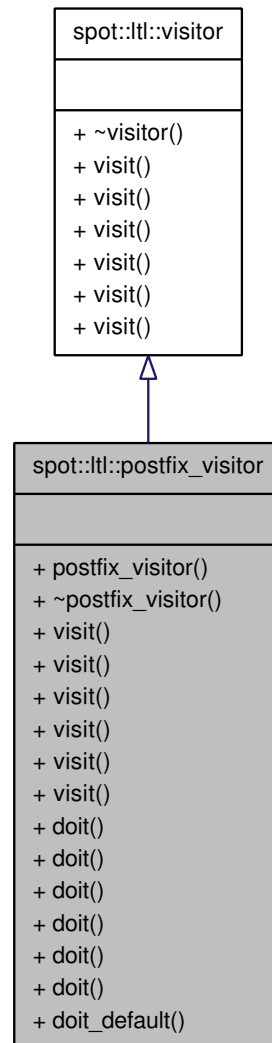 spot::ltl::visitor
+ ~visitor()
+ visit()
+ visit()
+ visit()
+ visit()
+ visit()
+ visit()
spot::ltl::postfix_visitor
+ postfix_visitor()
+ ~postfix_visitor()
+ visit()
+ visit()
+ visit()
+ visit()
+ visit()
+ visit()
+ doit()
+ doit()
+ doit()
+ doit()
+ doit()
+ doit()
+ doit_default()